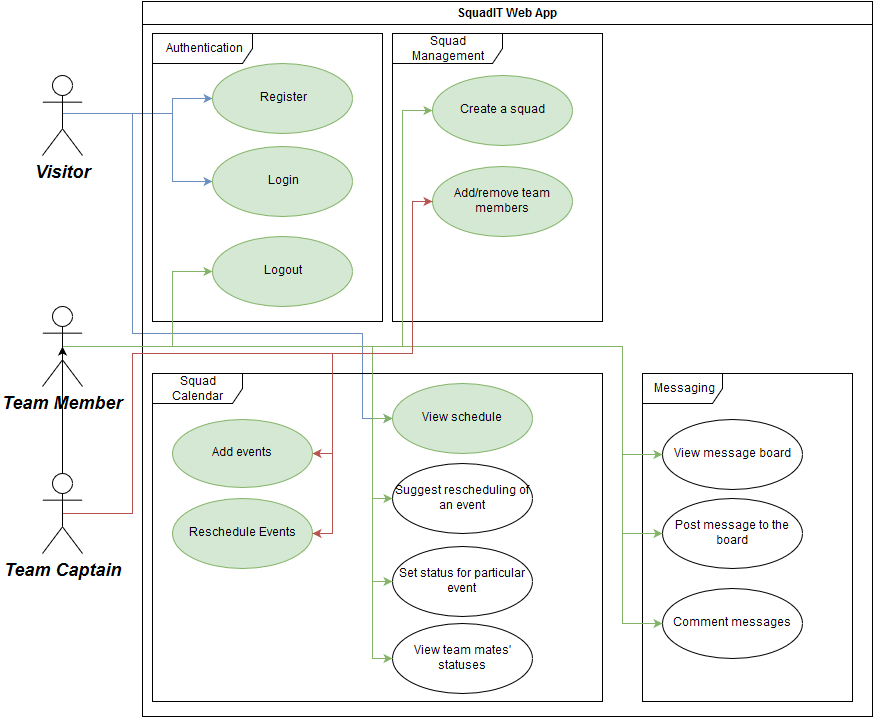 SquadIT Web App
Authentication
Squad
Management
Register
Create a squad
Visitor
Login
Add/remove team
members
Logout
Team Member
Squad
Calendar
Messaging
View schedule
Add events
View message board
Suggest rescheduling of
an event
Reschedule Events
Post message to the
board
Team Captain
Set status for particular
event
Comment messages
View team mates'
statuses